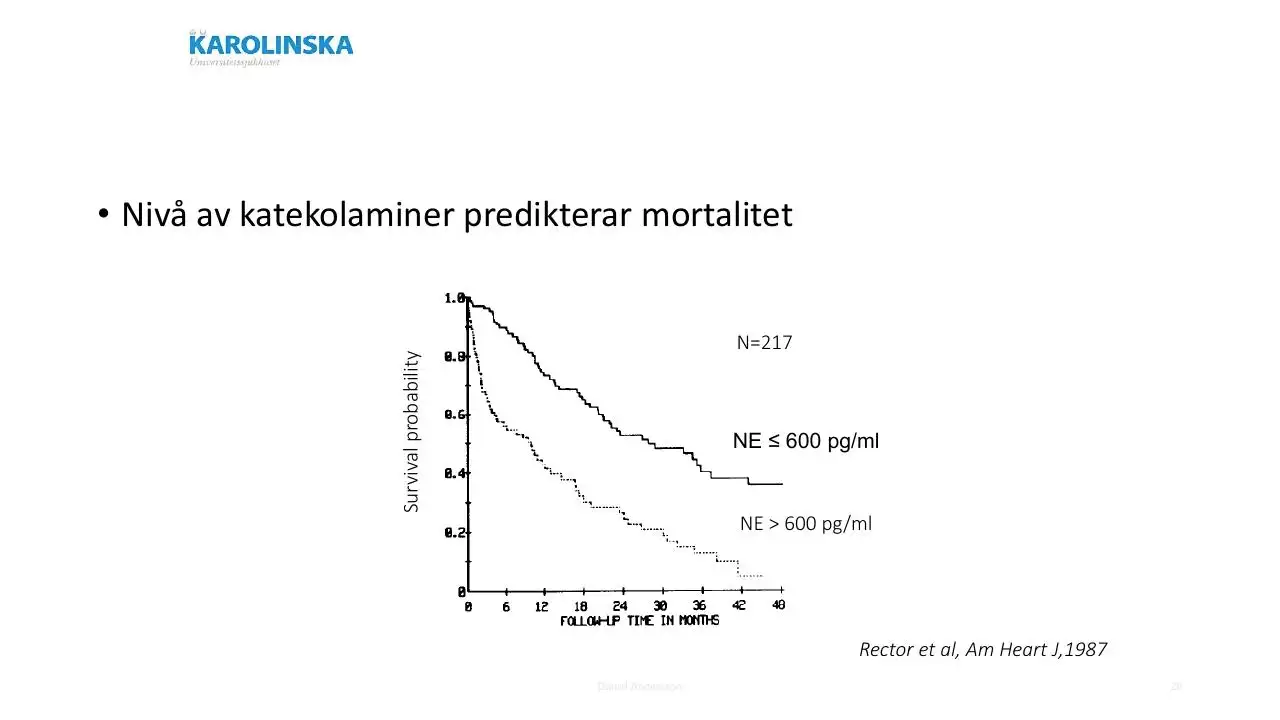 KAROLINSKA
Universitetssjukhuset
• Nivå av katekolaminer predikterar mortalitet
1.0
0.8
0.6
0.4
0.2
0
Survival probability
N=217
NE ≤ 600 pg/ml
NE > 600 pg/ml
0 6 12 18 24 30 36 42 48
FOLLOW-UP TIME IN MONTHS
Rector et al, Am Heart J,1987
26